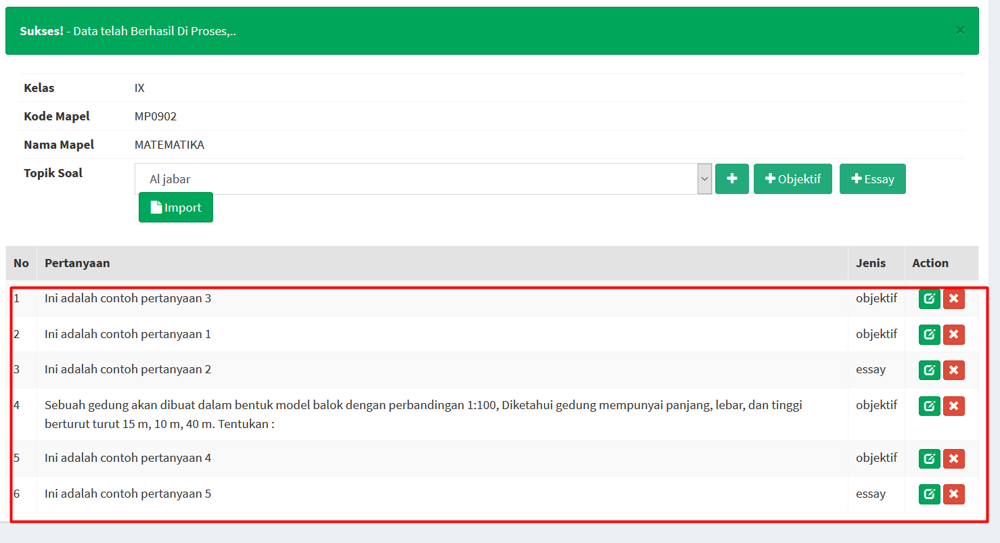 Sukses! - Data telah Berhasil Di Proses,..
×
Kelas IX
Kode Mapel MP0902
Nama Mapel MATEMATIKA
Topik Soal Al jabar + + Objektif + Essay
Import
No Pertanyaan Jenis Action
1 Ini adalah contoh pertanyaan 3 objektif
2 Ini adalah contoh pertanyaan 1 objektif
3 Ini adalah contoh pertanyaan 2 essay
4 Sebuah gedung akan dibuat dalam bentuk model balok dengan perbandingan 1:100, Diketahui gedung mempunyai panjang, lebar, dan tinggi objektif
berturut turut 15 m, 10 m, 40 m. Tentukan :
5 Ini adalah contoh pertanyaan 4 objektif
6 Ini adalah contoh pertanyaan 5 essay